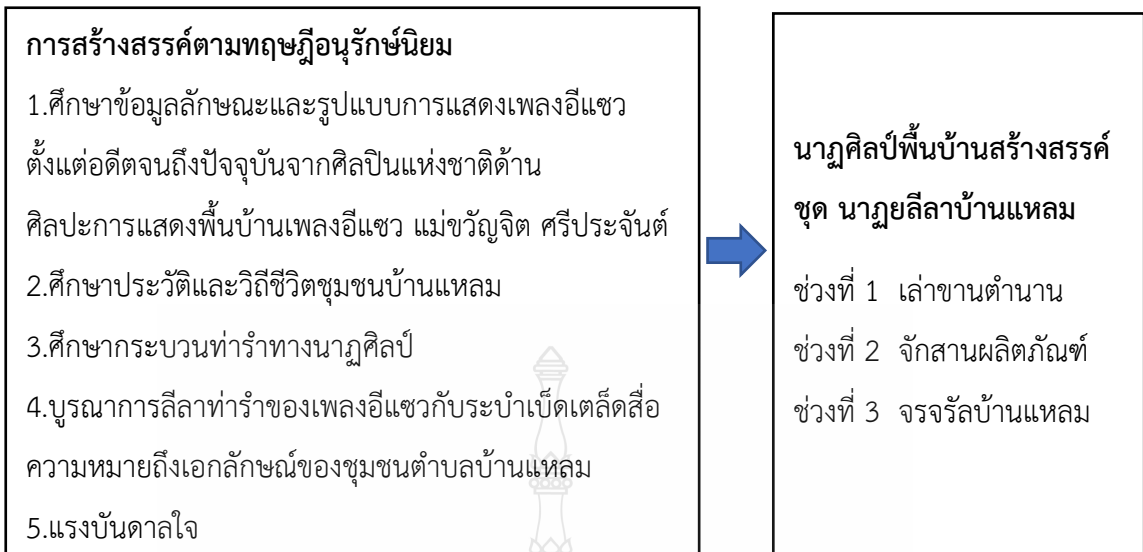 การสร้างสรรค์ตามทฤษฎีอนุรักษ์นิยม
1.ศึกษาข้อมูลลักษณะและรูปแบบการแสดงเพลงอีแซว
ตั้งแต่อดีตจนถึงปัจจุบันจากศิลปินแห่งชาติด้าน
ศิลปะการแสดงพื้นบ้านเพลงอีแซว แม่ขวัญจิต ศรีประจันต์
2.ศึกษาประวัติและวิถีชีวิตชุมชนบ้านแหลม
3.ศึกษากระบวนท่ารำทางนาฏศิลป์
4.บูรณาการลีลาท่ารำของเพลงอีแซวกับระบำเบ็ดเตล็ดสื่อ
ความหมายถึงเอกลักษณ์ของชุมชนตำบลบ้านแหลม
5.แรงบันดาลใจ
นาฏศิลป์พื้นบ้านสร้างสรรค์
ชุด นาฏยลีลาบ้านแหลม
ช่วงที่ 1 เล่าขานตำนาน
ช่วงที่ 2 จักสานผลิตภัณฑ์
ช่วงที่ 3 จรจรัลบ้านแหลม